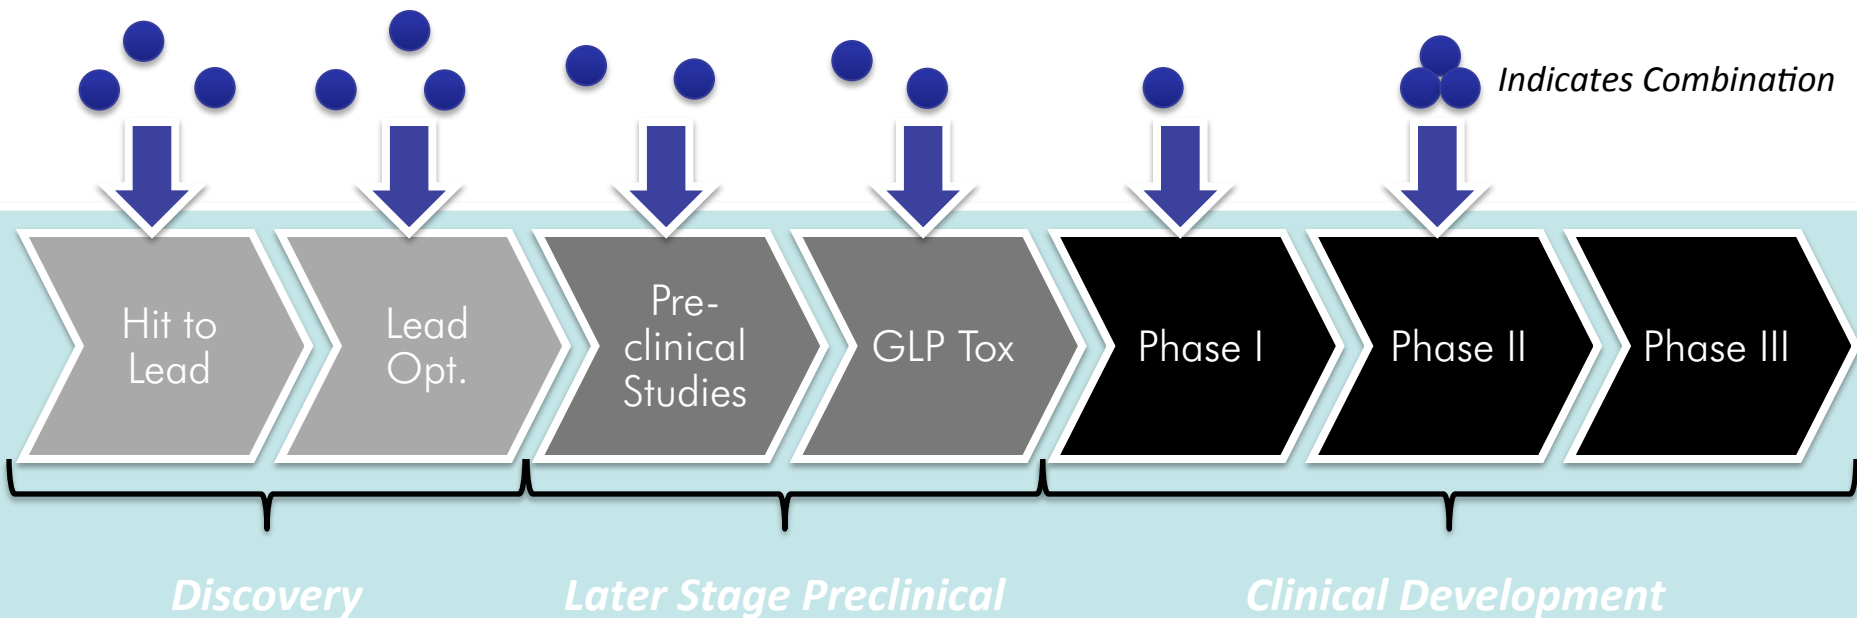 Indicates Combination
Hit to
Lead
Lead
Opt.
Pre-
clinical
Studies
GLP Tox
Phase I
Phase II
Phase III
Discovery
Later Stage Preclinical
Clinical Development